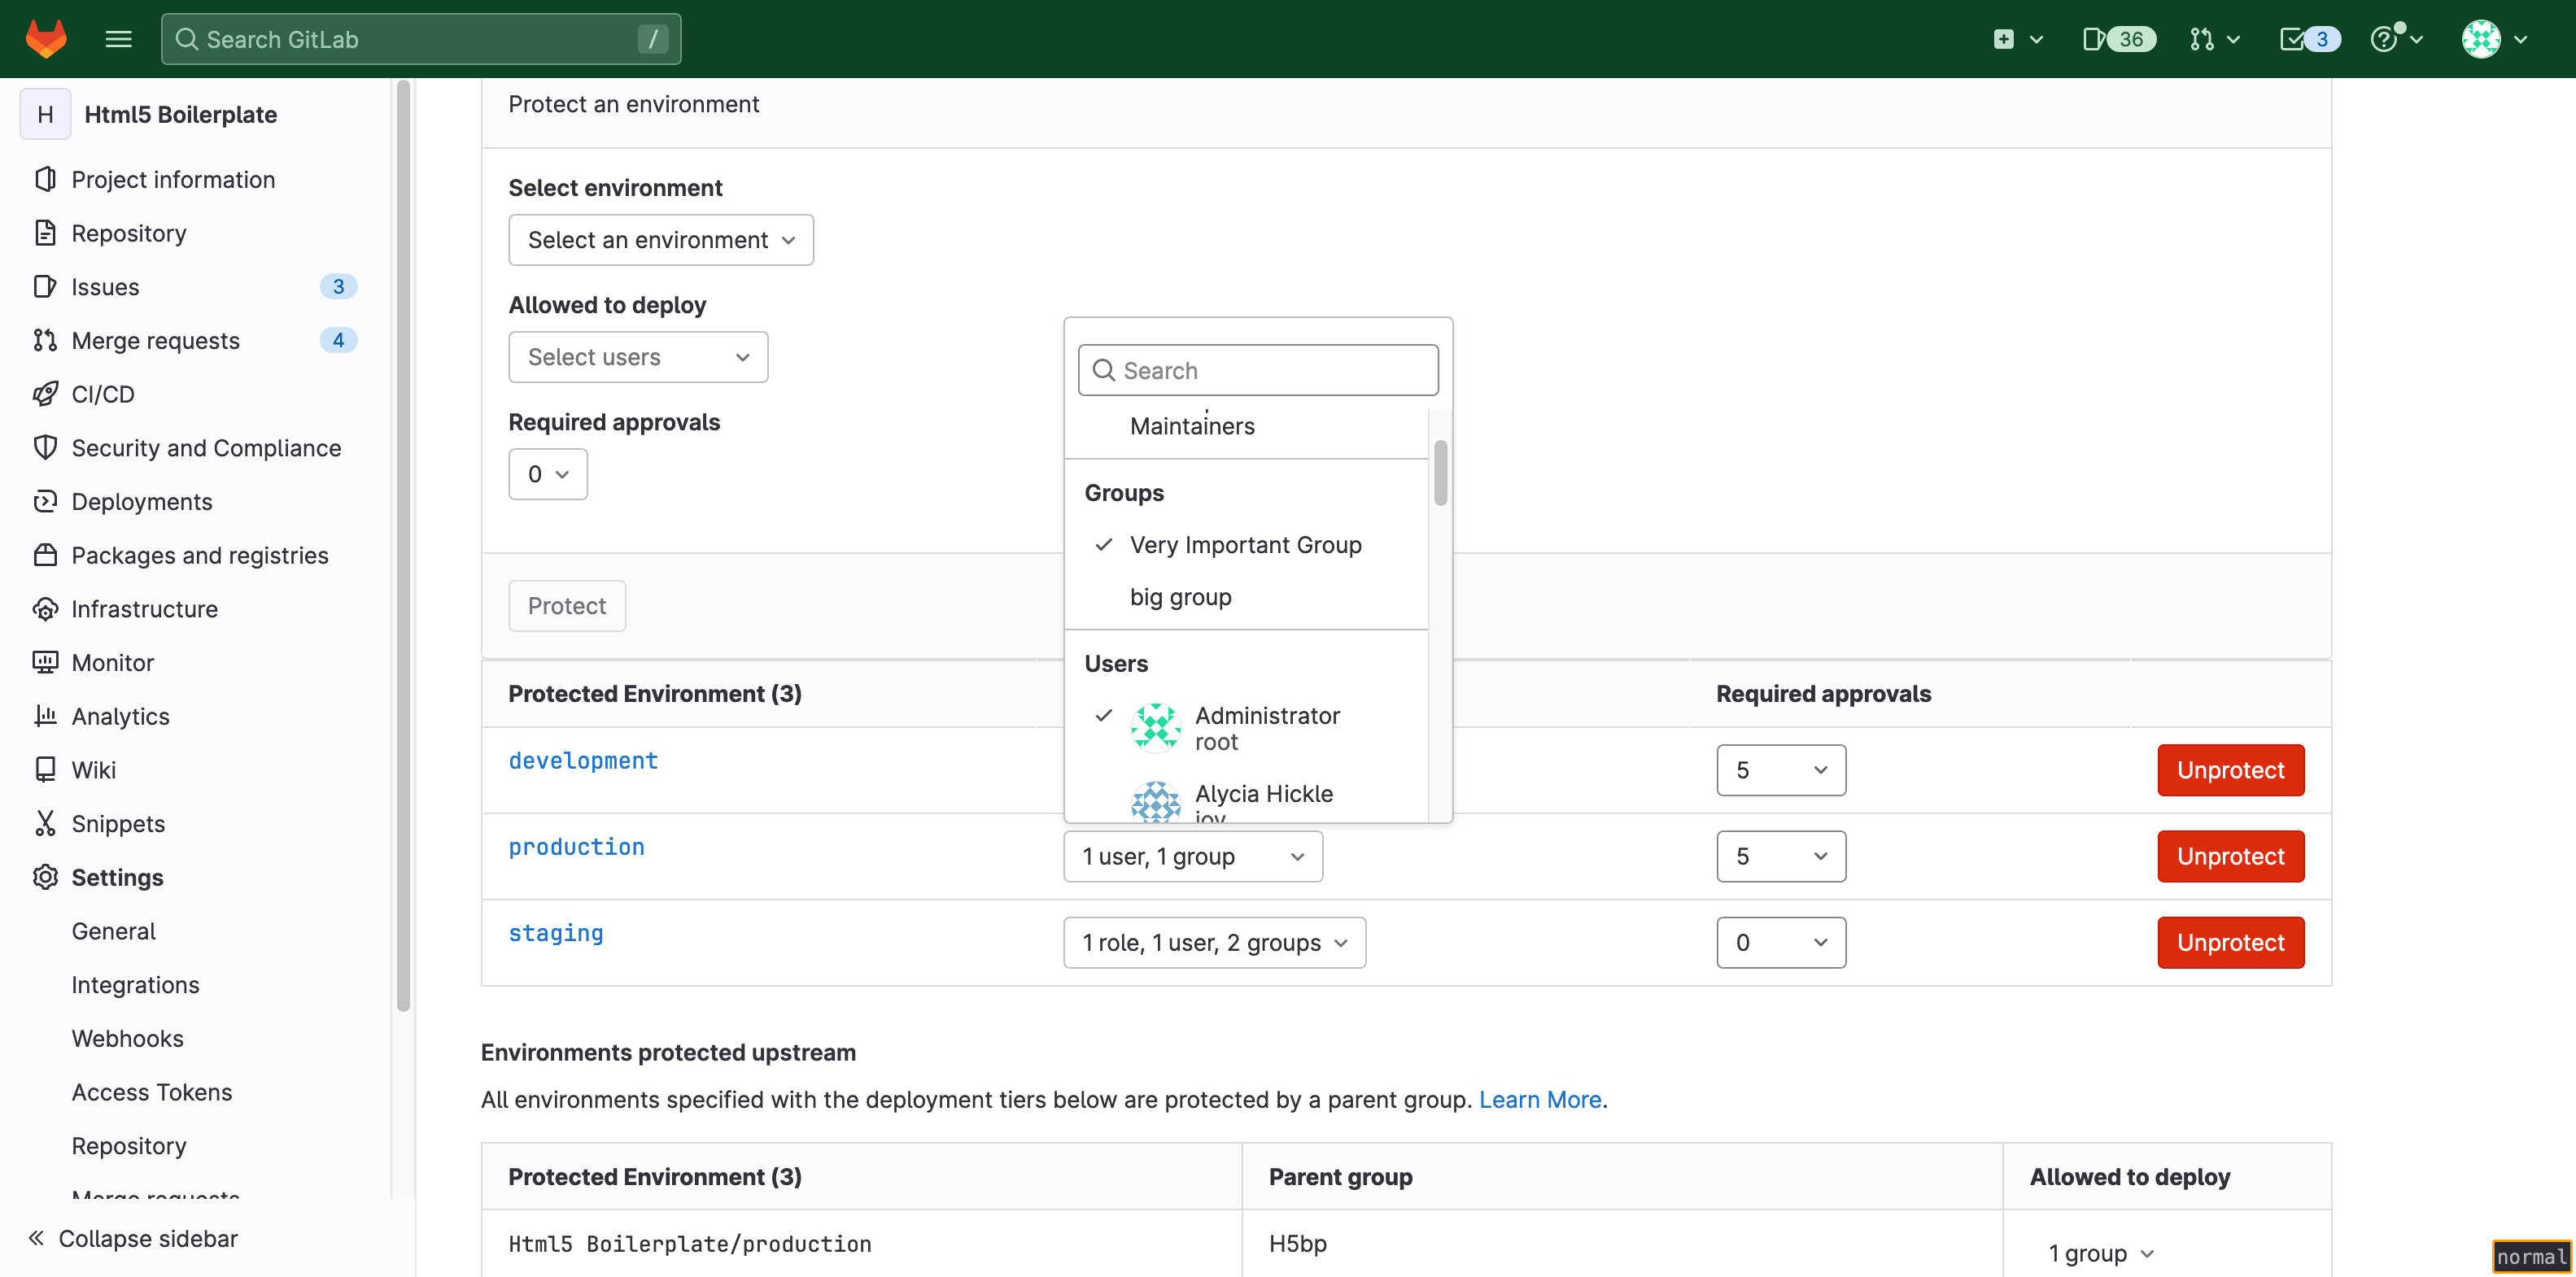 Search GitLab
/
36
3
H
Html5 Boilerplate
Project information
Repository
Issues
3
Merge requests
4
CI/CD
Security and Compliance
Deployments
Packages and registries
Infrastructure
Monitor
Analytics
Wiki
Snippets
Settings
General
Integrations
Webhooks
Access Tokens
Repository
Merge requests
Collapse sidebar
Protect an environment
Select environment
Select an environment
Allowed to deploy
Select users
Required approvals
0
Protect
Search
Maintainers
Groups
Very Important Group
big group
Users
Administrator
root
Alycia Hickle
joy
Protected Environment (3)
Required approvals
development
5
Unprotect
production
1 user, 1 group
5
Unprotect
staging
1 role, 1 user, 2 groups
0
Unprotect
Environments protected upstream
All environments specified with the deployment tiers below are protected by a parent group. Learn More.
Protected Environment (3)
Parent group
Allowed to deploy
Html5 Boilerplate/production
H5bp
1 group
normal